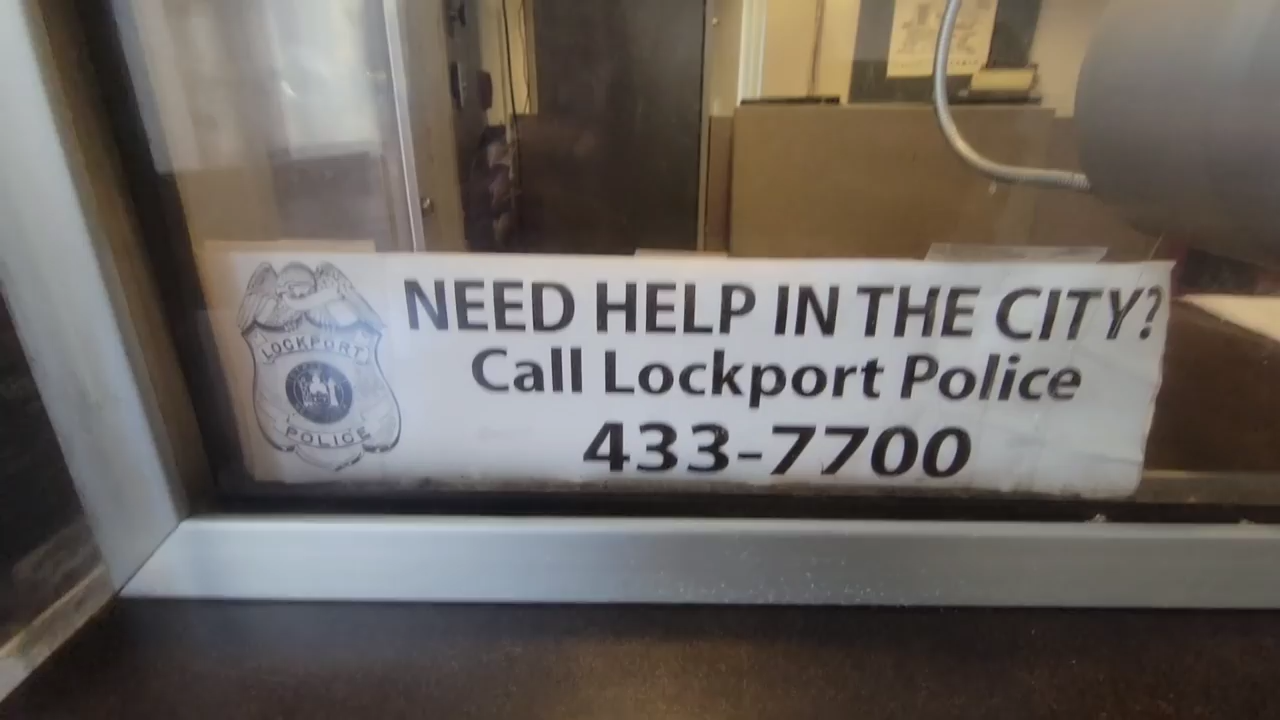 NEED HELP IN THE CITY?
Call Lockport Police
433-7700
LOCKPORT
POLICE